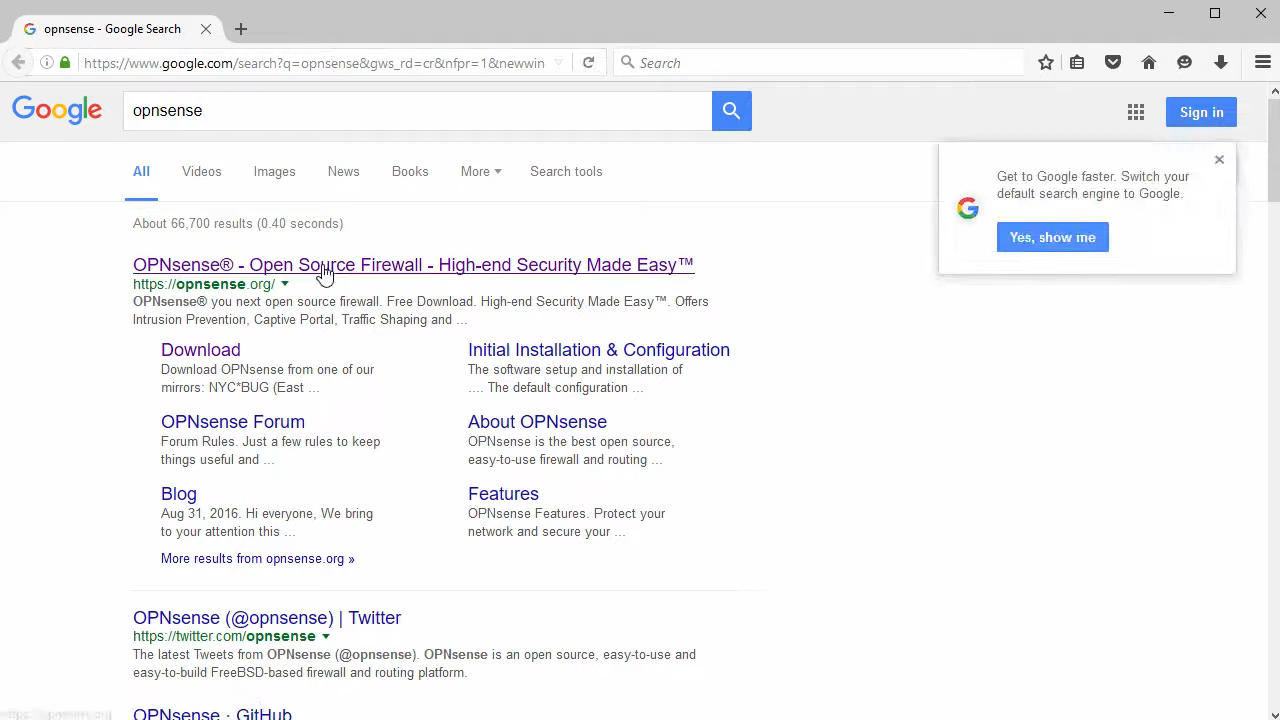 opnsense - Google Search
https://www.google.com/search?q=opnsense&gws_rd=cr&nfpr=1&newwin
Search
Google
opnsense
Sign in
All
Videos
Images
News
Books
More
Search tools
Get to Google faster. Switch your
default search engine to Google.
Yes, show me
About 66,700 results (0.40 seconds)
OPNsense® - Open Source Firewall - High-end Security Made Easy™
https://opnsense.org/
OPNsense® you next open source firewall. Free Download. High-end Security Made Easy™. Offers
Intrusion Prevention, Captive Portal, Traffic Shaping and ...
Download
Download OPNsense from one of our
mirrors: NYC*BUG (East ...
Initial Installation & Configuration
The software setup and installation of
.... The default configuration ...
OPNsense Forum
Forum Rules. Just a few rules to keep
things useful and ...
About OPNsense
OPNsense is the best open source,
easy-to-use firewall and routing ...
Blog
Aug 31, 2016. Hi everyone, We bring
to your attention this ...
Features
OPNsense Features. Protect your
network and secure your ...
More results from opnsense.org »
OPNsense (@opnsense) | Twitter
https://twitter.com/opnsense
The latest Tweets from OPNsense (@opnsense). OPNsense is an open source, easy-to-use and
easy-to-build FreeBSD-based firewall and routing platform.
OPNsense · GitHub